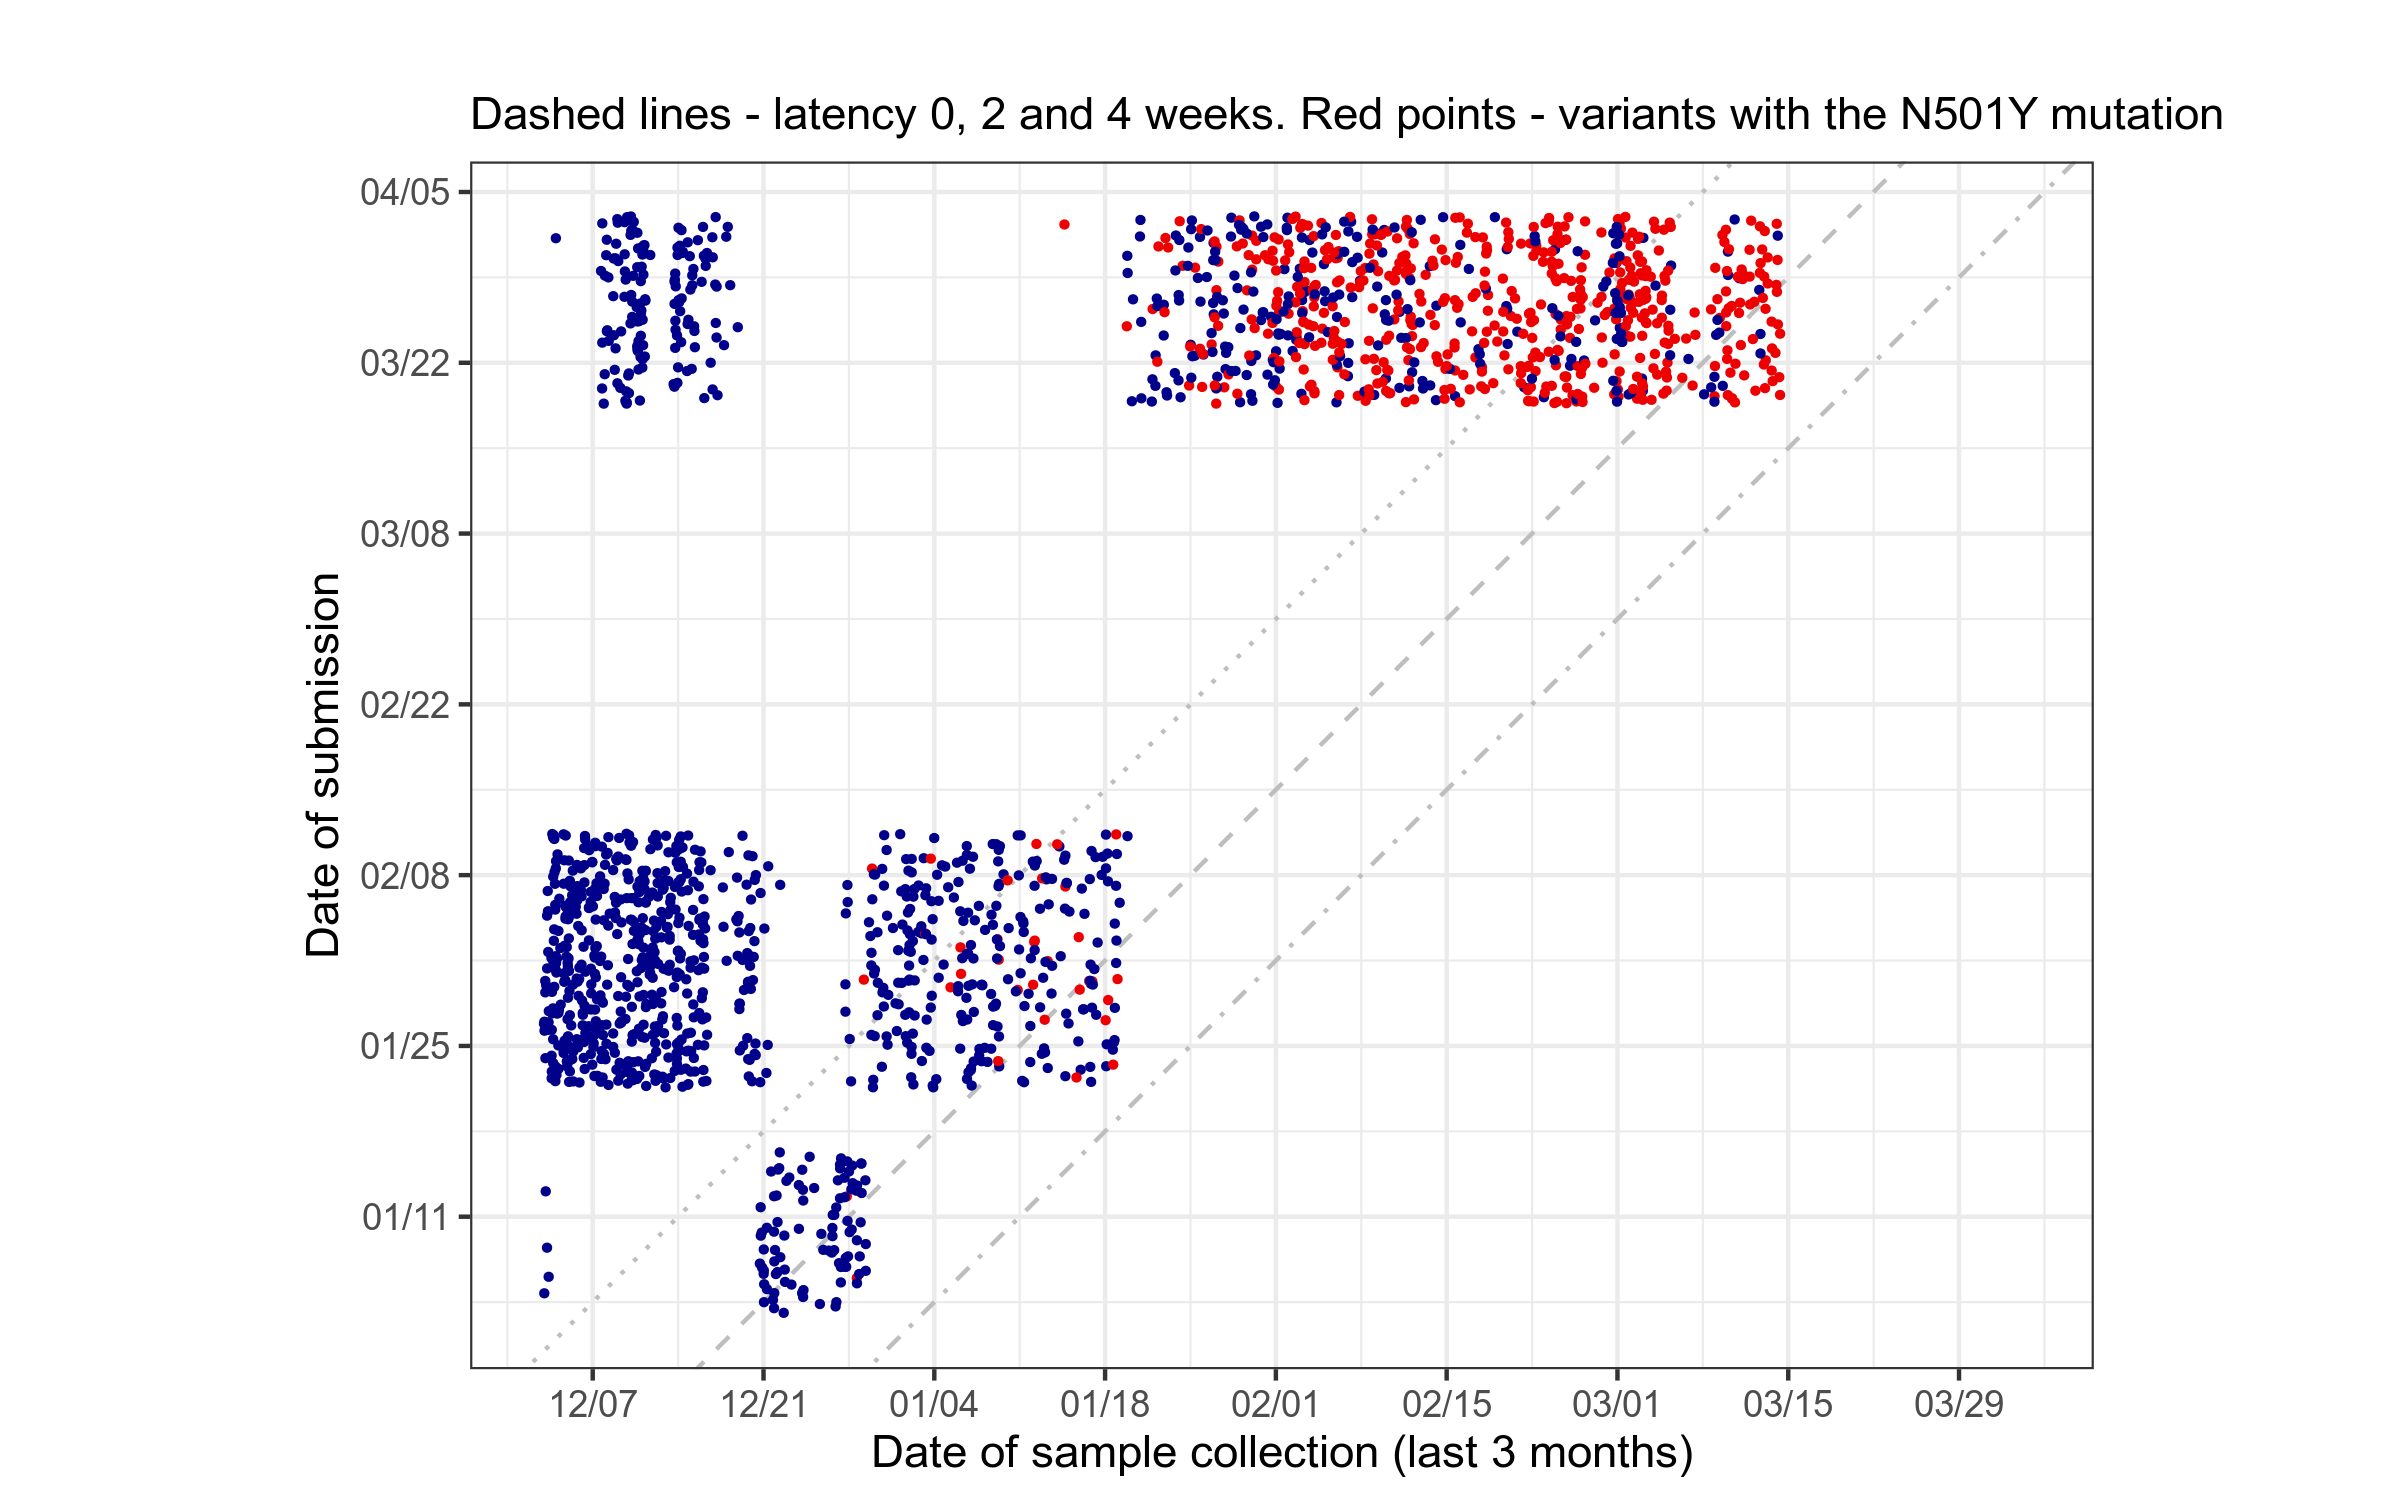 Dashed lines - latency 0, 2 and 4 weeks. Red points - variants with the N501Y mutation
04/05
03/22
03/08
02/22
02/08
01/25
01/11
Date of submission
12/07 12/21 01/04 01/18 02/01 02/15 03/01 03/15 03/29
Date of sample collection (last 3 months)